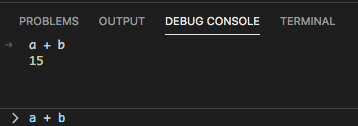 PROBLEMS OUTPUT DEBUG CONSOLE TERMINAL
→ a + b
15
> a + b